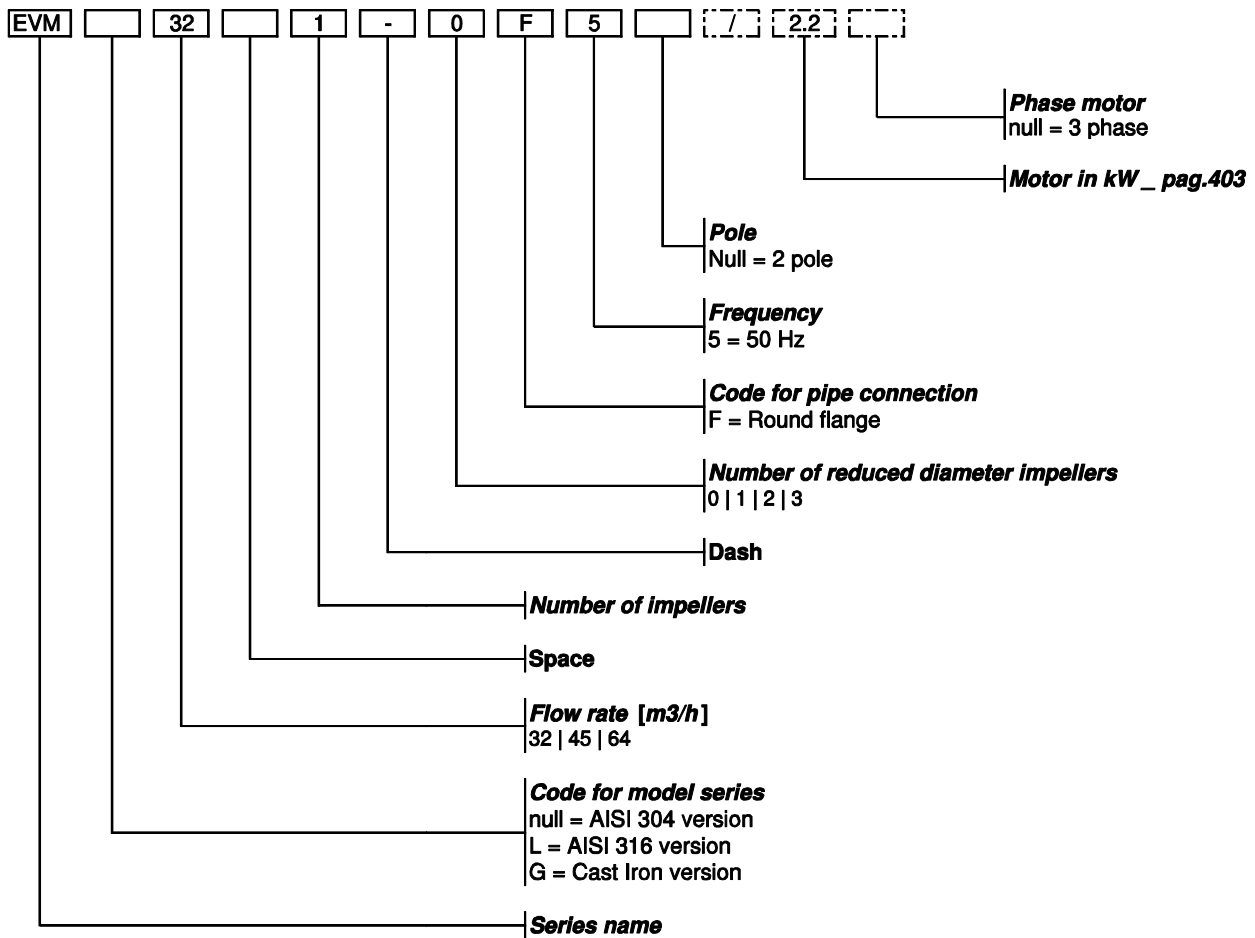 EVM 32 1 - 0 F 5 / 2.2
Phase motor
null = 3 phase
Motor in kW _ pag.403
Pole
Null = 2 pole
Frequency
5 = 50 Hz
Code for pipe connection
F = Round flange
Number of reduced diameter impellers
0 | 1 | 2 | 3
Dash
Number of impellers
Space
Flow rate [m3/h]
32 | 45 | 64
Code for model series
null = AISI 304 version
L = AISI 316 version
G = Cast Iron version
Series name